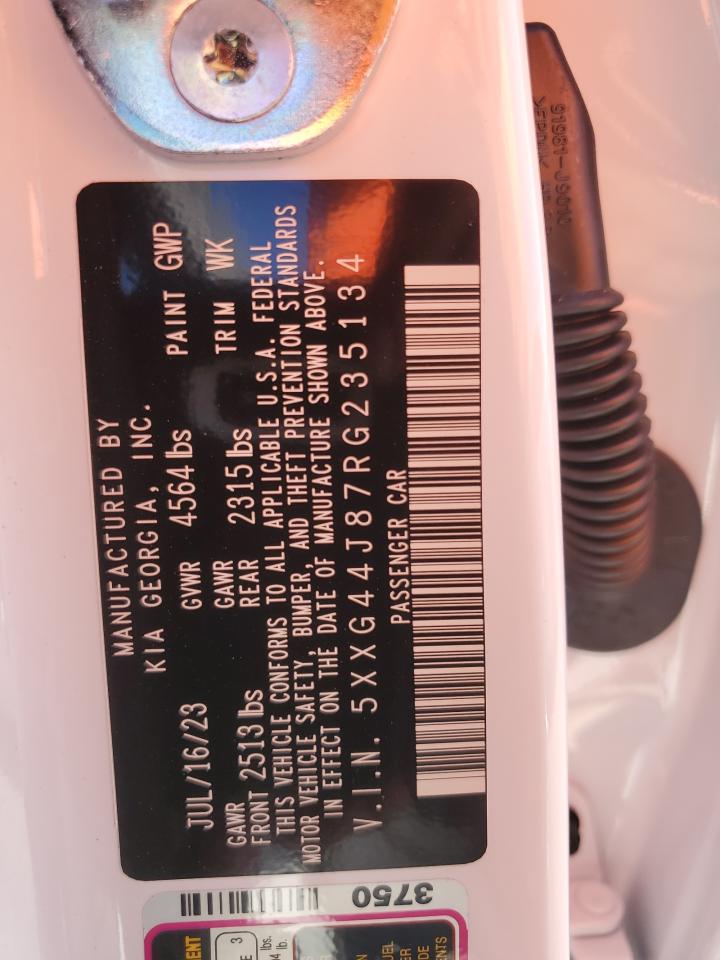 MANUFACTURED BY
KIA GEORGIA, INC.
JUL/16/23 GVWR 4564 lbs PAINT GWP
GAWR FRONT 2513 lbs GAWR REAR 2315 lbs TRIM WK
THIS VEHICLE CONFORMS TO ALL APPLICABLE U.S.A. FEDERAL
MOTOR VEHICLE SAFETY, BUMPER, AND THEFT PREVENTION STANDARDS
IN EFFECT ON THE DATE OF MANUFACTURE SHOWN ABOVE.
V.I.N. 5XXG44J87RG235134
PASSENGER CAR
3750
91981-J9010